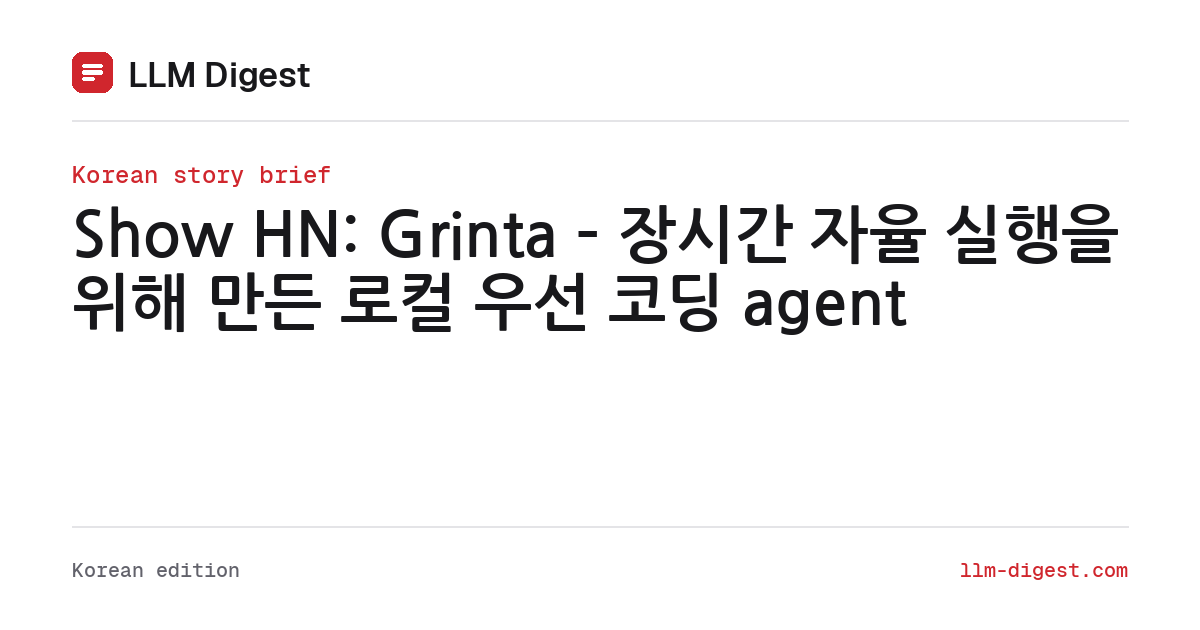 LLM Digest
Korean story brief
Show HN: Grinta - 장시간 자율 실행을
위해 만든 로컬 우선 코딩 agent
Korean edition
llm-digest.com